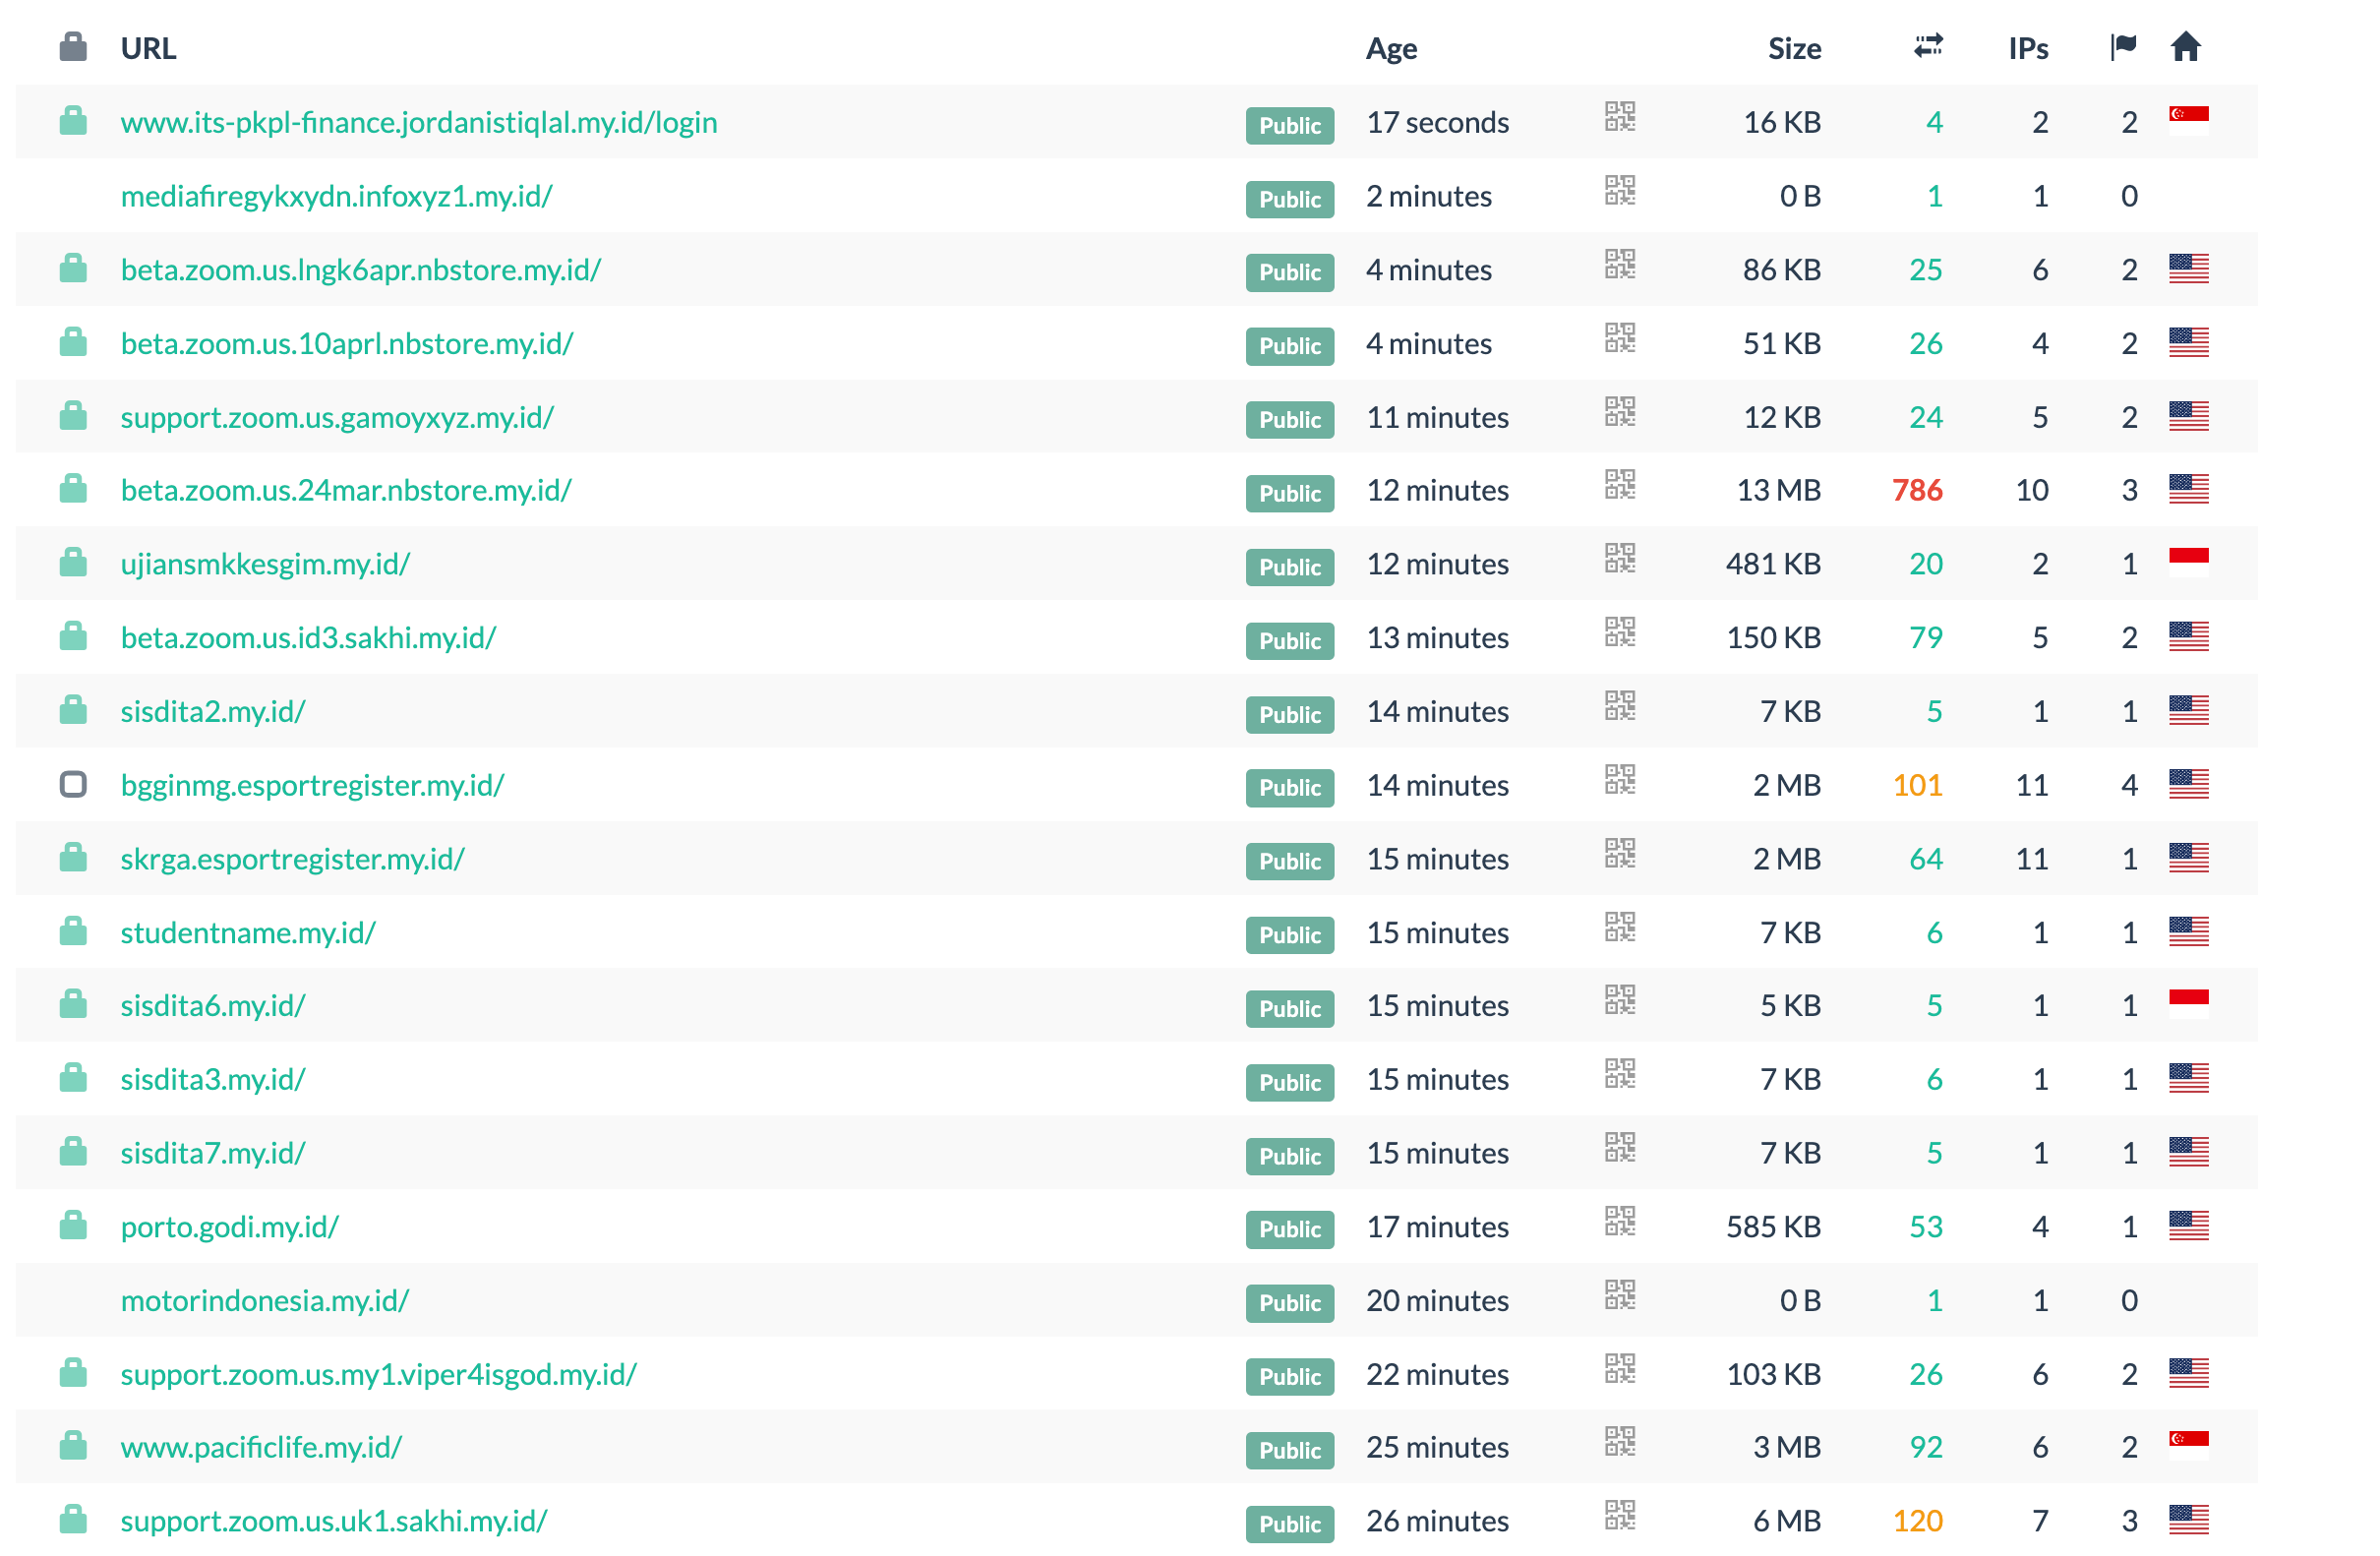 URL Age Size IPs
www.its-pkpl-finance.jordanistiqlal.my.id/login Public 17 seconds 16 KB 4 2 2
mediafiregykxydn.infoxyz1.my.id/ Public 2 minutes 0 B 1 1 0
beta.zoom.us.lngk6apr.nbstore.my.id/ Public 4 minutes 86 KB 25 6 2
beta.zoom.us.10aprl.nbstore.my.id/ Public 4 minutes 51 KB 26 4 2
support.zoom.us.gamoyxyz.my.id/ Public 11 minutes 12 KB 24 5 2
beta.zoom.us.24mar.nbstore.my.id/ Public 12 minutes 13 MB 786 10 3
ujiansmkkesgim.my.id/ Public 12 minutes 481 KB 20 2 1
beta.zoom.us.id3.sakhi.my.id/ Public 13 minutes 150 KB 79 5 2
sisdita2.my.id/ Public 14 minutes 7 KB 5 1 1
bgginmg.esportregister.my.id/ Public 14 minutes 2 MB 101 11 4
skrga.esportregister.my.id/ Public 15 minutes 2 MB 64 11 1
studentname.my.id/ Public 15 minutes 7 KB 6 1 1
sisdita6.my.id/ Public 15 minutes 5 KB 5 1 1
sisdita3.my.id/ Public 15 minutes 7 KB 6 1 1
sisdita7.my.id/ Public 15 minutes 7 KB 5 1 1
porto.godi.my.id/ Public 17 minutes 585 KB 53 4 1
motorindonesia.my.id/ Public 20 minutes 0 B 1 1 0
support.zoom.us.my1.viper4isgod.my.id/ Public 22 minutes 103 KB 26 6 2
www.pacificlife.my.id/ Public 25 minutes 3 MB 92 6 2
support.zoom.us.uk1.sakhi.my.id/ Public 26 minutes 6 MB 120 7 3